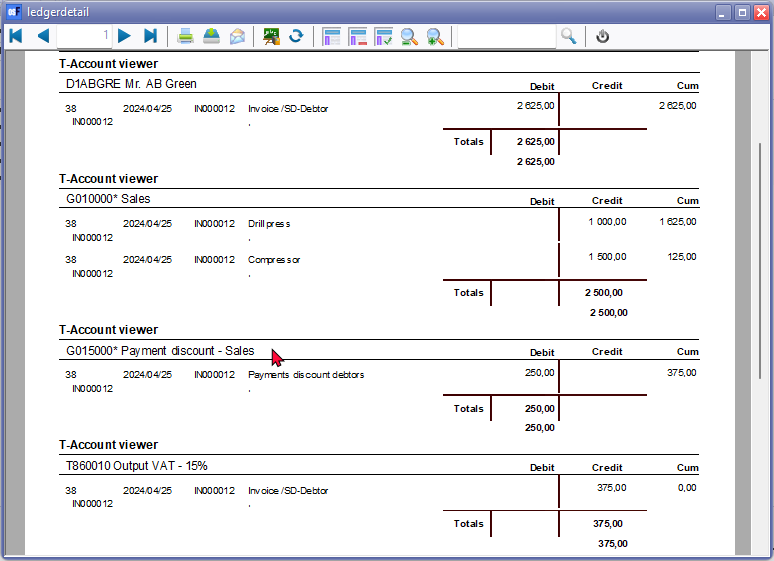 ledgerdetail
1
T-Account viewer
D1ABGRE Mr. AB Green Debit Credit Cum
38 2024/04/25 IN000012 Invoice /SD-Debtor 2 625,00 2 625,00
IN000012 .
Totals 2 625,00
2 625,00
T-Account viewer
G010000* Sales Debit Credit Cum
38 2024/04/25 IN000012 Drill press 1 000,00 1 625,00
IN000012 .
38 2024/04/25 IN000012 Compressor 1 500,00 125,00
IN000012 .
Totals 2 500,00
2 500,00
T-Account viewer
G015000* Payment discount - Sales Debit Credit Cum
38 2024/04/25 IN000012 Payments discount debtors 250,00 375,00
IN000012 .
Totals 250,00
250,00
T-Account viewer
T860010 Output VAT - 15% Debit Credit Cum
38 2024/04/25 IN000012 Invoice /SD-Debtor 375,00 0,00
IN000012 .
Totals 375,00
375,00